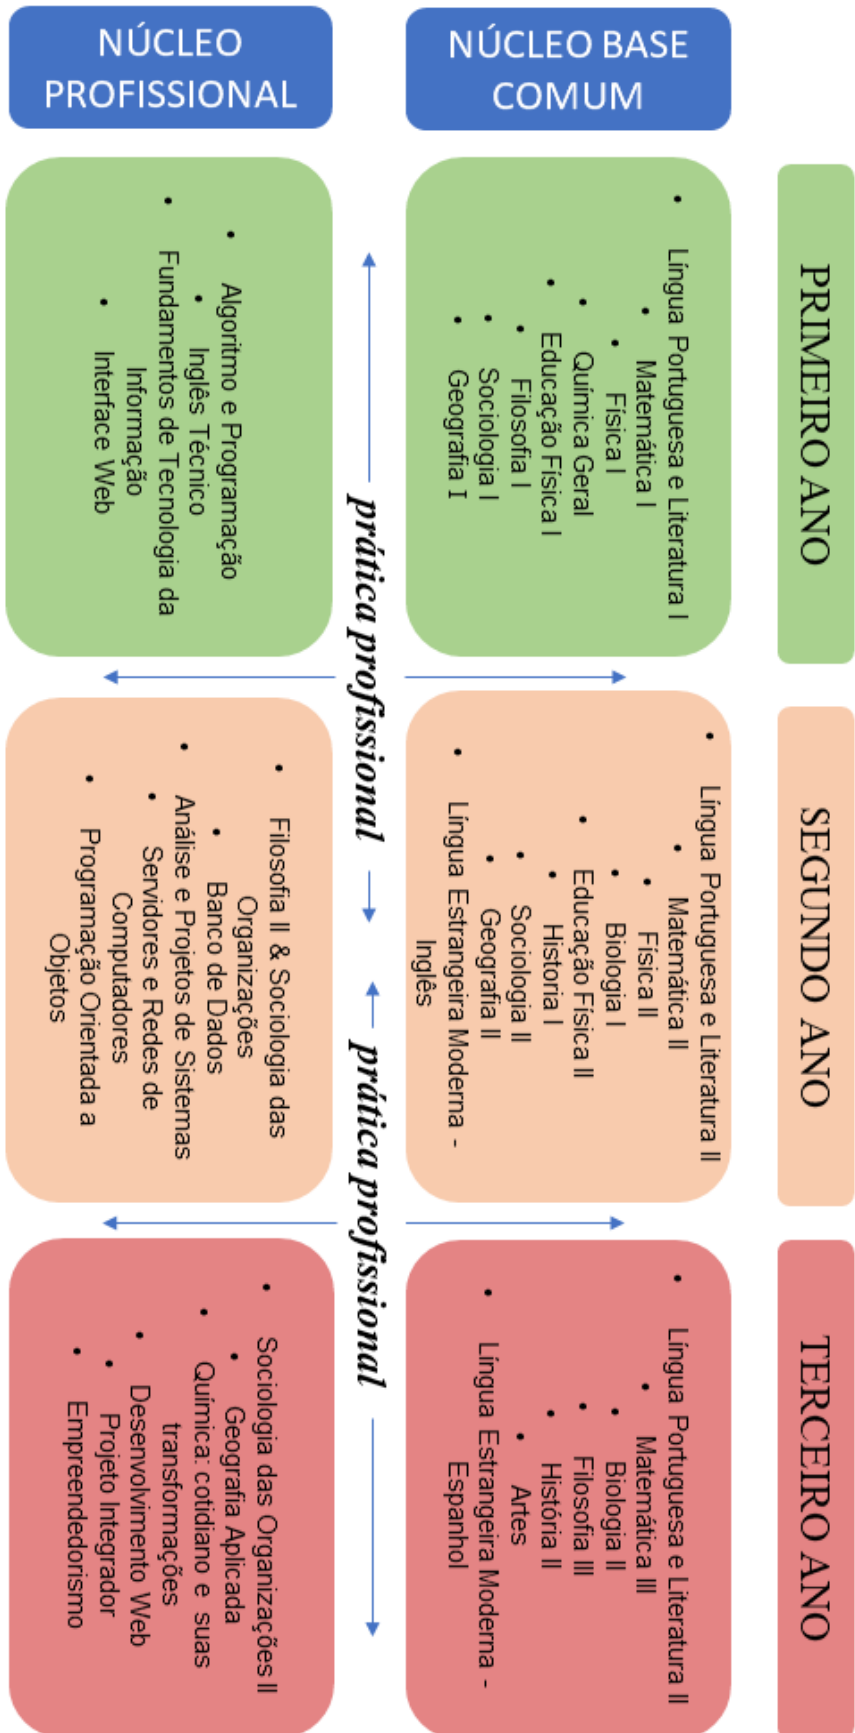 NÚCLEO
PROFISSIONAL
NÚCLEO BASE
COMUM
PRIMEIRO ANO
• Língua Portuguesa e Literatura I
• Matemática I
• Física I
• Química Geral
• Educação Física I
• Filosofia I
• Sociologia I
• Geografia I
prática profissional
• Algoritmo e Programação
• Inglês Técnico
• Fundamentos de Tecnologia da
Informação
• Interface Web
SEGUNDO ANO
• Língua Portuguesa e Literatura II
• Matemática II
• Física II
• Biologia I
• Educação Física II
• Historia I
• Sociologia II
• Geografia II
• Língua Estrangeira Moderna -
Inglês
prática profissional
• Filosofia II & Sociologia das
Organizações
• Banco de Dados
• Análise e Projetos de Sistemas
• Servidores e Redes de
Computadores
• Programação Orientada a
Objetos
TERCEIRO ANO
• Língua Portuguesa e Literatura II
• Matemática III
• Biologia II
• Filosofia III
• História II
• Artes
• Língua Estrangeira Moderna -
Espanhol
• Sociologia das Organizações II
• Geografia Aplicada
• Química: cotidiano e suas
transformações
• Desenvolvimento Web
• Projeto Integrador
• Empreendedorismo